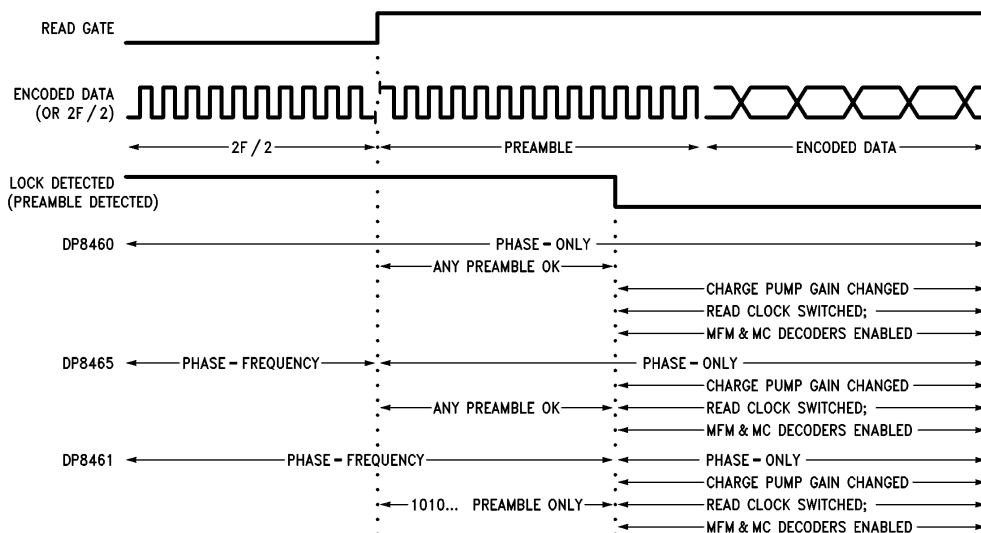 READ GATE
ENCODED DATA
(OR 2F/2)
2F/2
PREAMBLE
ENCODED DATA
LOCK DETECTED
(PREAMBLE DETECTED)
DP8460
PHASE-ONLY
ANY PREAMBLE OK
CHARGE PUMP GAIN CHANGED
READ CLOCK SWITCHED;
MFM & MC DECODERS ENABLED
DP8465
PHASE-FREQUENCY
PHASE-ONLY
CHARGE PUMP GAIN CHANGED
ANY PREAMBLE OK
READ CLOCK SWITCHED;
MFM & MC DECODERS ENABLED
DP8461
PHASE-FREQUENCY
PHASE-ONLY
CHARGE PUMP GAIN CHANGED
1010... PREAMBLE ONLY
READ CLOCK SWITCHED;
MFM & MC DECODERS ENABLED